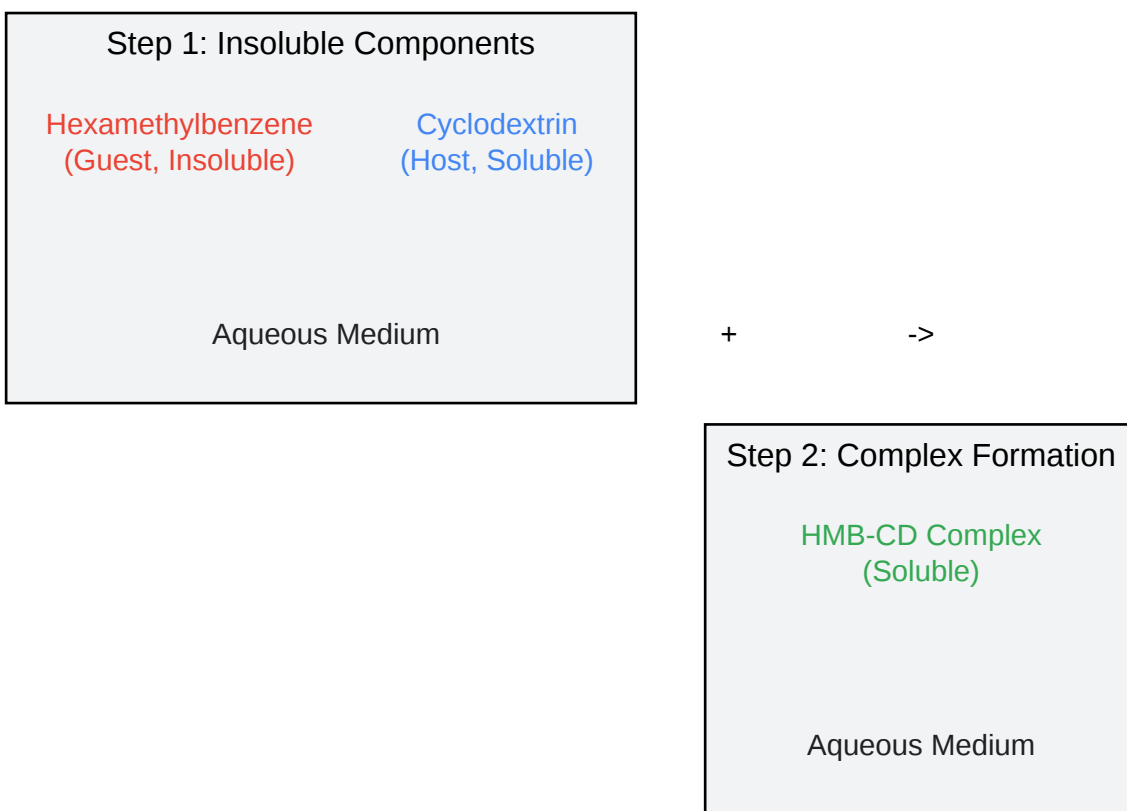 Step 1: Insoluble Components
Hexamethylbenzene
(Guest, Insoluble)
Cyclodextrin
(Host, Soluble)
Aqueous Medium
+
->
Step 2: Complex Formation
HMB-CD Complex
(Soluble)
Aqueous Medium